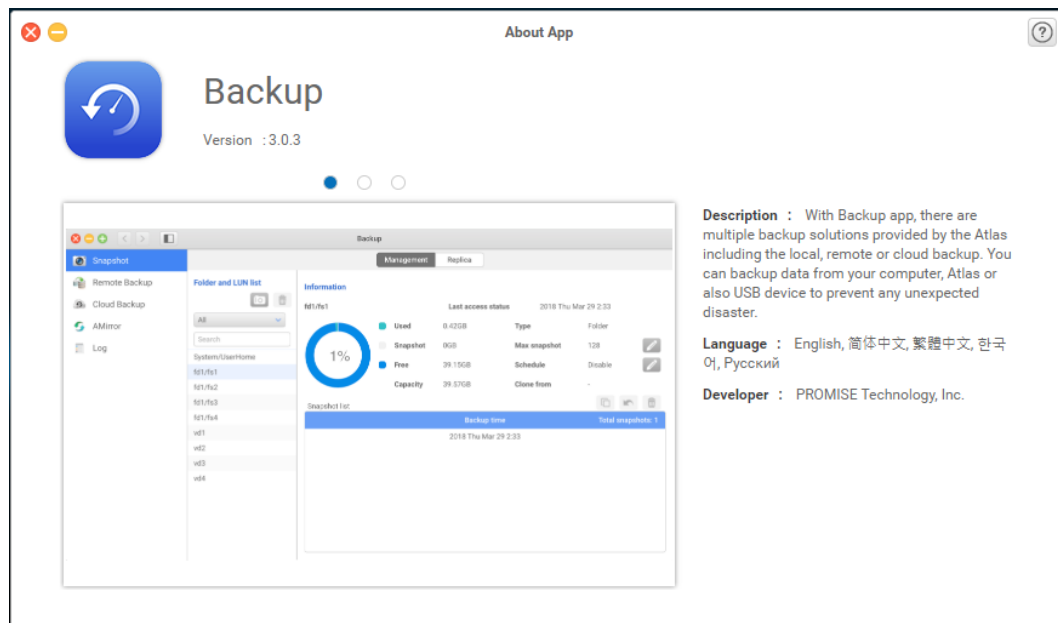 About App
Backup
Version : 3.0.3
Backup
Snapshot
Management Replica
Remote Backup
Cloud Backup
AMirror
Log
Folder and LUN list
All
Search
System/UserHome
fd1/fs1
fd1/fs2
fd1/fs3
fd1/fs4
vd1
vd2
vd3
vd4
Information
fd1/fs1 Last access status 2018 Thu Mar 29 2:33
1%
Used 0.42GB Type Folder
Snapshot 0GB Max snapshot 128
Free 39.15GB Schedule Disable
Capacity 39.57GB Clone from -
Snapshot list
Backup time Total snapshots: 1
2018 Thu Mar 29 2:33
Description : With Backup app, there are
multiple backup solutions provided by the Atlas
including the local, remote or cloud backup. You
can backup data from your computer, Atlas or
also USB device to prevent any unexpected
disaster.
Language : English, 简体中文, 繁體中文, 한국
어, Русский
Developer : PROMISE Technology, Inc.